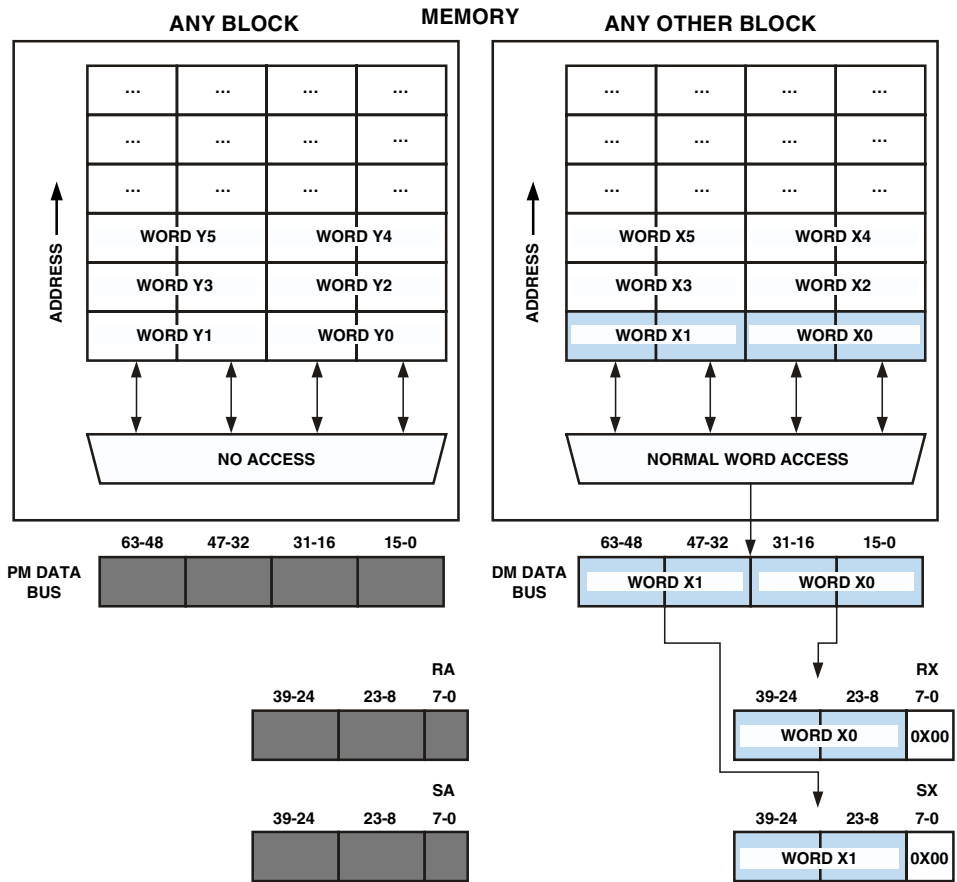 MEMORY
ANY BLOCK
... ... ... ...
... ... ... ...
... ... ... ...
WORD Y5 WORD Y4
WORD Y3 WORD Y2
WORD Y1 WORD Y0
ADDRESS
NO ACCESS
ANY OTHER BLOCK
... ... ... ...
... ... ... ...
... ... ... ...
WORD X5 WORD X4
WORD X3 WORD X2
WORD X1 WORD X0
ADDRESS
NORMAL WORD ACCESS
63-48 47-32 31-16 15-0
PM DATA
BUS
63-48 47-32 31-16 15-0
DM DATA
BUS
WORD X1 WORD X0
RA
39-24 23-8 7-0
RX
39-24 23-8 7-0
WORD X0 0X00
SA
39-24 23-8 7-0
SX
39-24 23-8 7-0
WORD X1 0X00